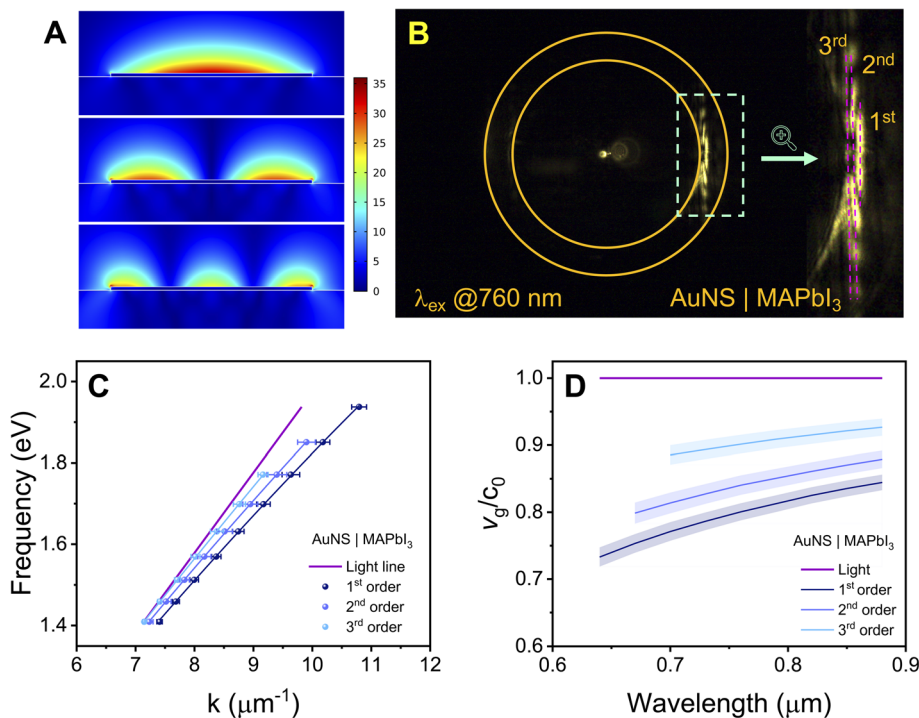 A
35
30
25
20
15
10
5
0
B
3rd
2nd
1st
λex @760 nm
AuNS | MAPbI3
C
2.0
1.8
1.6
1.4
Frequency (eV)
AuNS | MAPbI3
Light line
1st order
2nd order
3rd order
6 7 8 9 10 11 12
k (μm-1)
D
1.0
0.9
0.8
0.7
0.6
vg/c0
AuNS | MAPbI3
Light
1st order
2nd order
3rd order
0.6 0.7 0.8 0.9
Wavelength (μm)